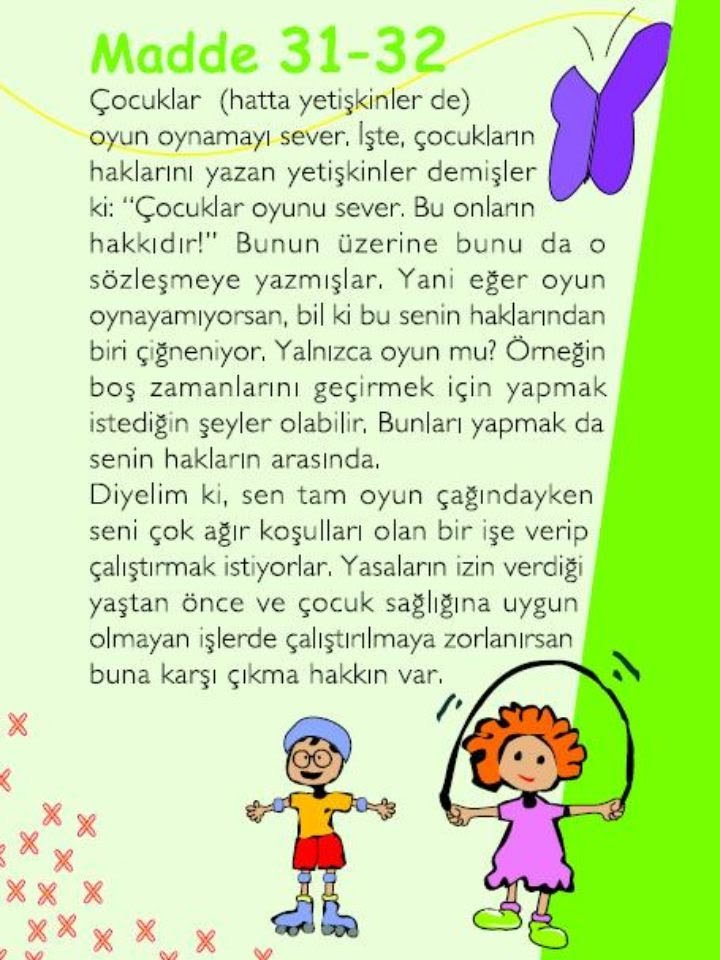 Madde 31-32
Çocuklar (hatta yetişkinler de)
oyun oynamayı sever. İşte, çocukların
haklarını yazan yetişkinler demişler
ki: “Çocuklar oyunu sever. Bu onların
hakkıdır!” Bunun üzerine bunu da o
sözleşmeye yazmışlar. Yani eğer oyun
oynayamıyorsan, bil ki bu senin haklarından
biri çiğneniyor. Yalnızca oyun mu? Örneğin
boş zamanlarını geçirmek için yapmak
istediğin şeyler olabilir. Bunları yapmak da
senin hakların arasında.
Diyelim ki, sen tam oyun çağındayken
seni çok ağır koşulları olan bir işe verip
çalıştırmak istiyorlar. Yasaların izin verdiği
yaştan önce ve çocuk sağlığına uygun
olmayan işlerde çalıştırılmaya zorlanırsan
buna karşı çıkma hakkın var.